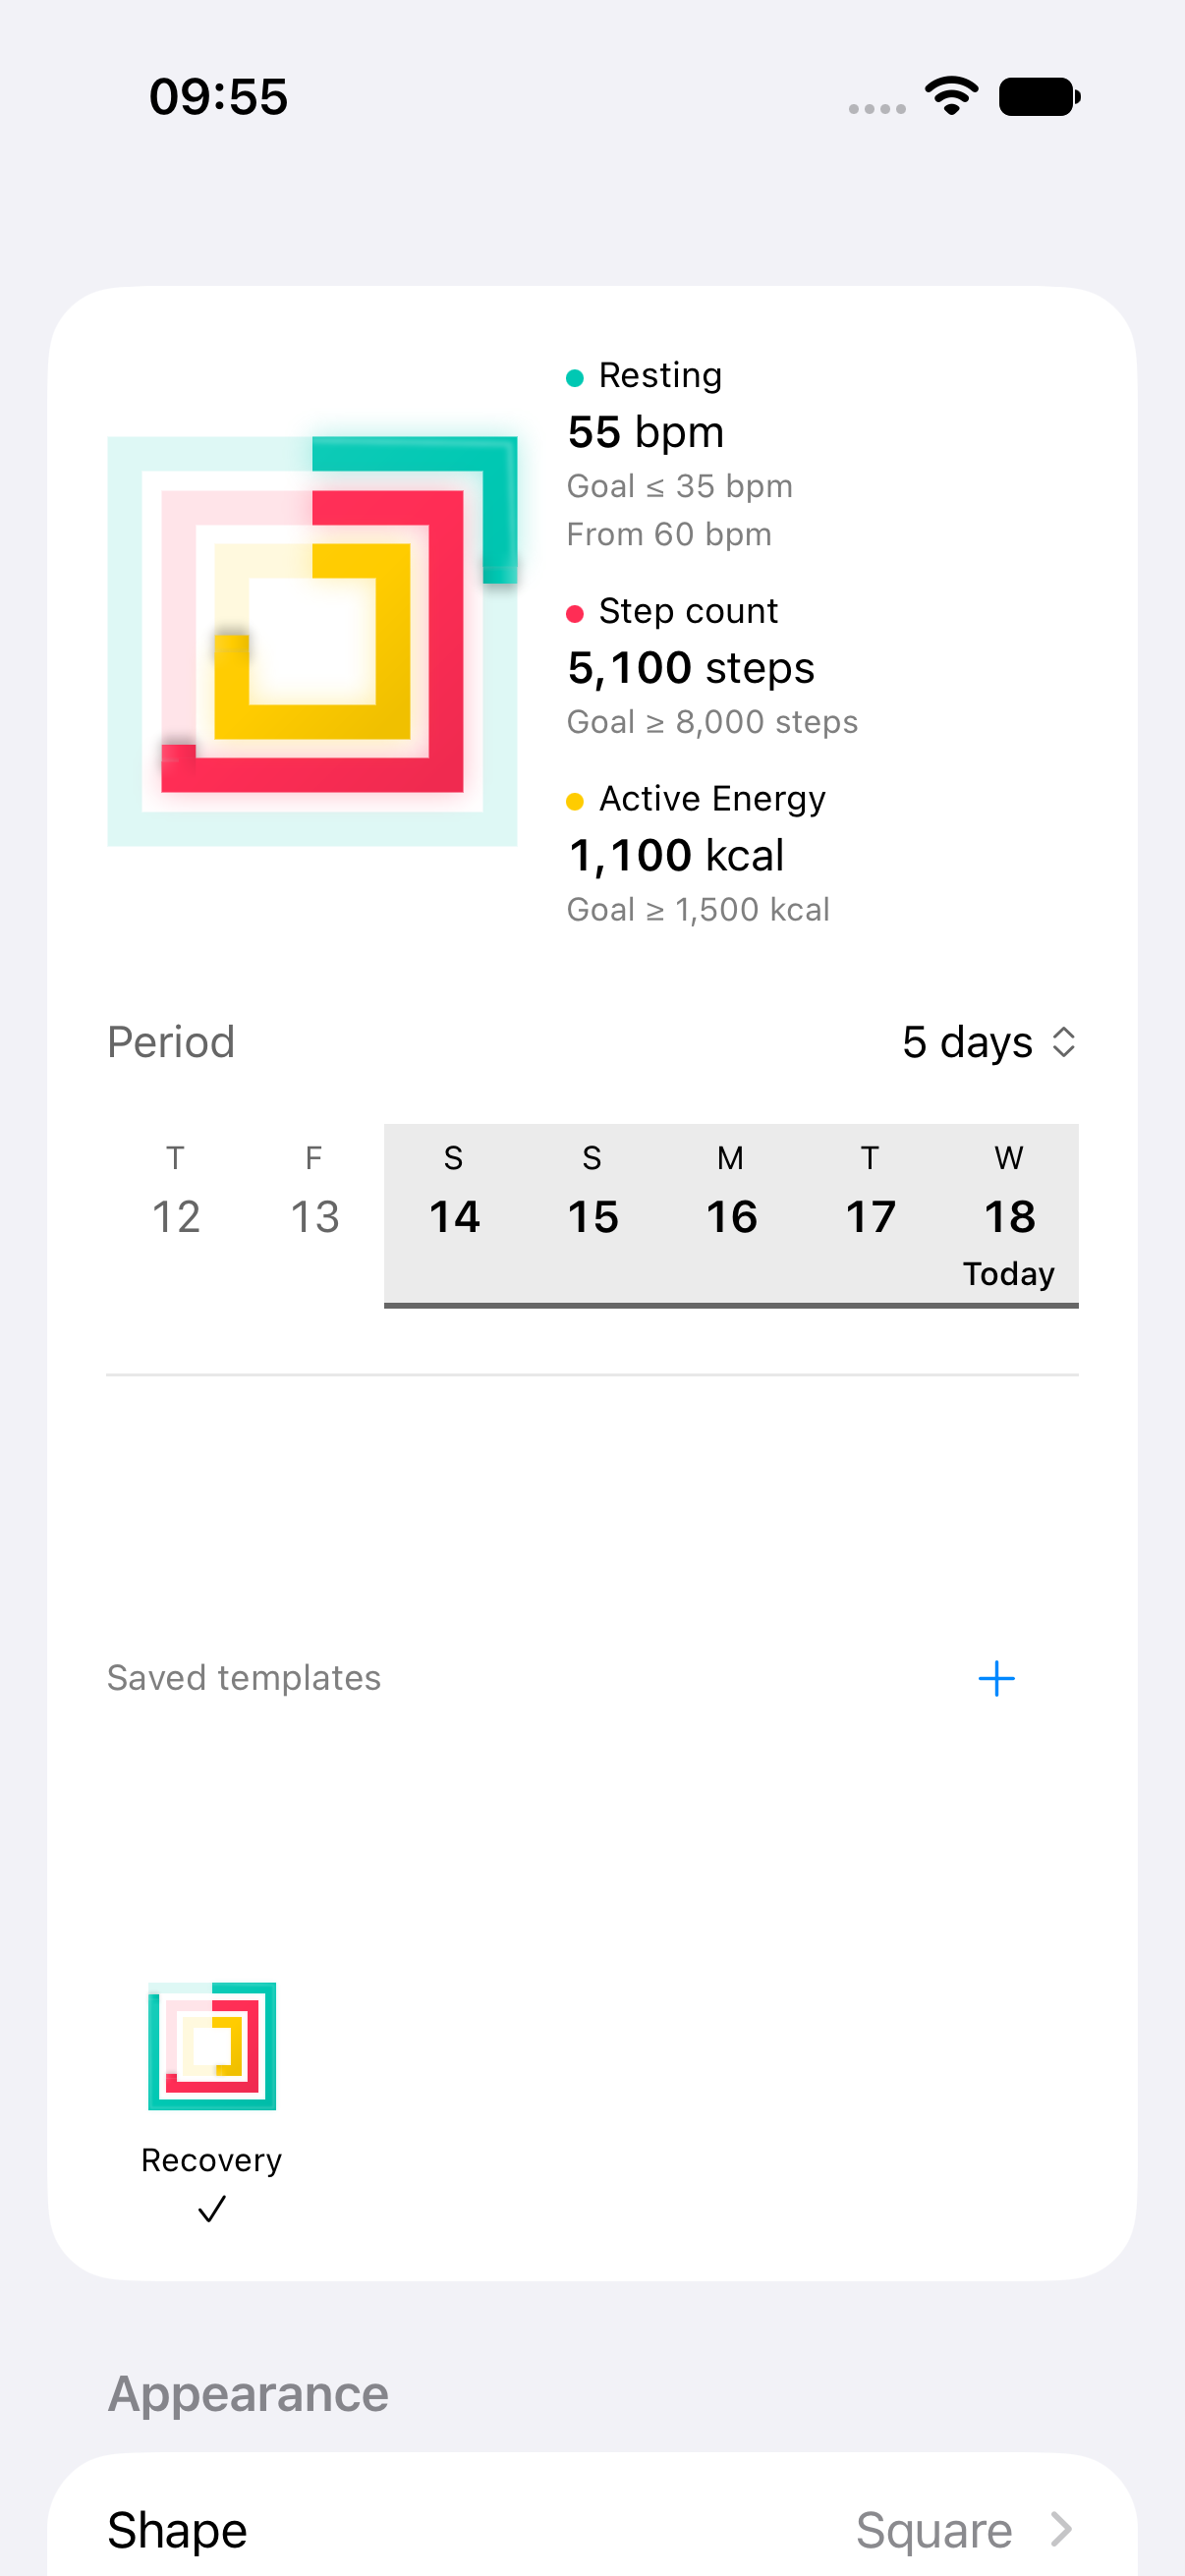 09:55
Resting
55 bpm
Goal ≤ 35 bpm
From 60 bpm
Step count
5,100 steps
Goal ≥ 8,000 steps
Active Energy
1,100 kcal
Goal ≥ 1,500 kcal
Period
5 days
T F S S M T W
12 13 14 15 16 17 18
Today
Saved templates
Recovery
Appearance
Shape
Square